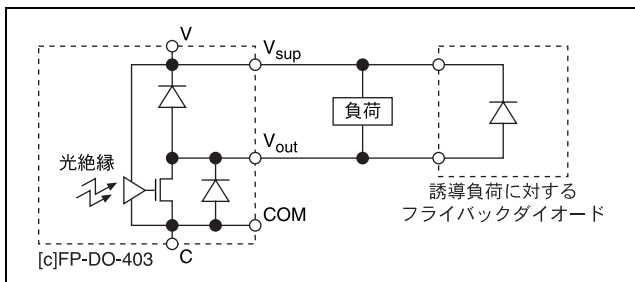 V
Vsup
負荷
Vout
光絶縁
COM
C
[c]FP-DO-403
誘導負荷に対する
フライバックダイオード